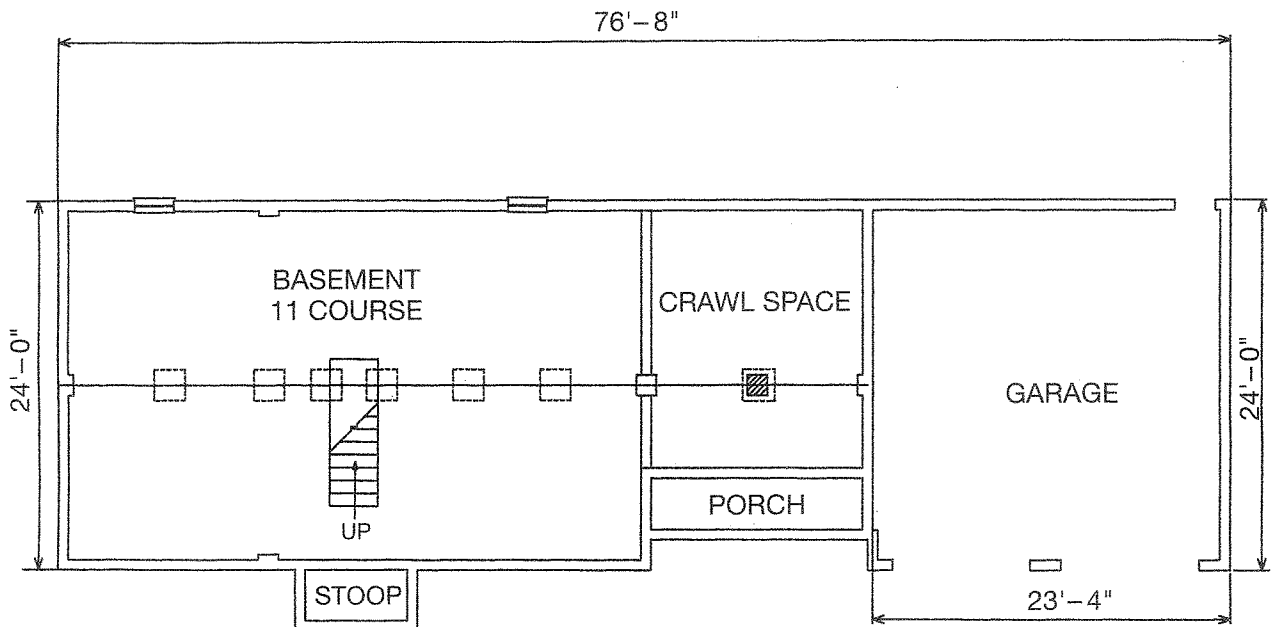 76'–8"
BASEMENT
11 COURSE
CRAWL SPACE
24'–0"
GARAGE
24'–0"
PORCH
UP
STOOP
23'–4"